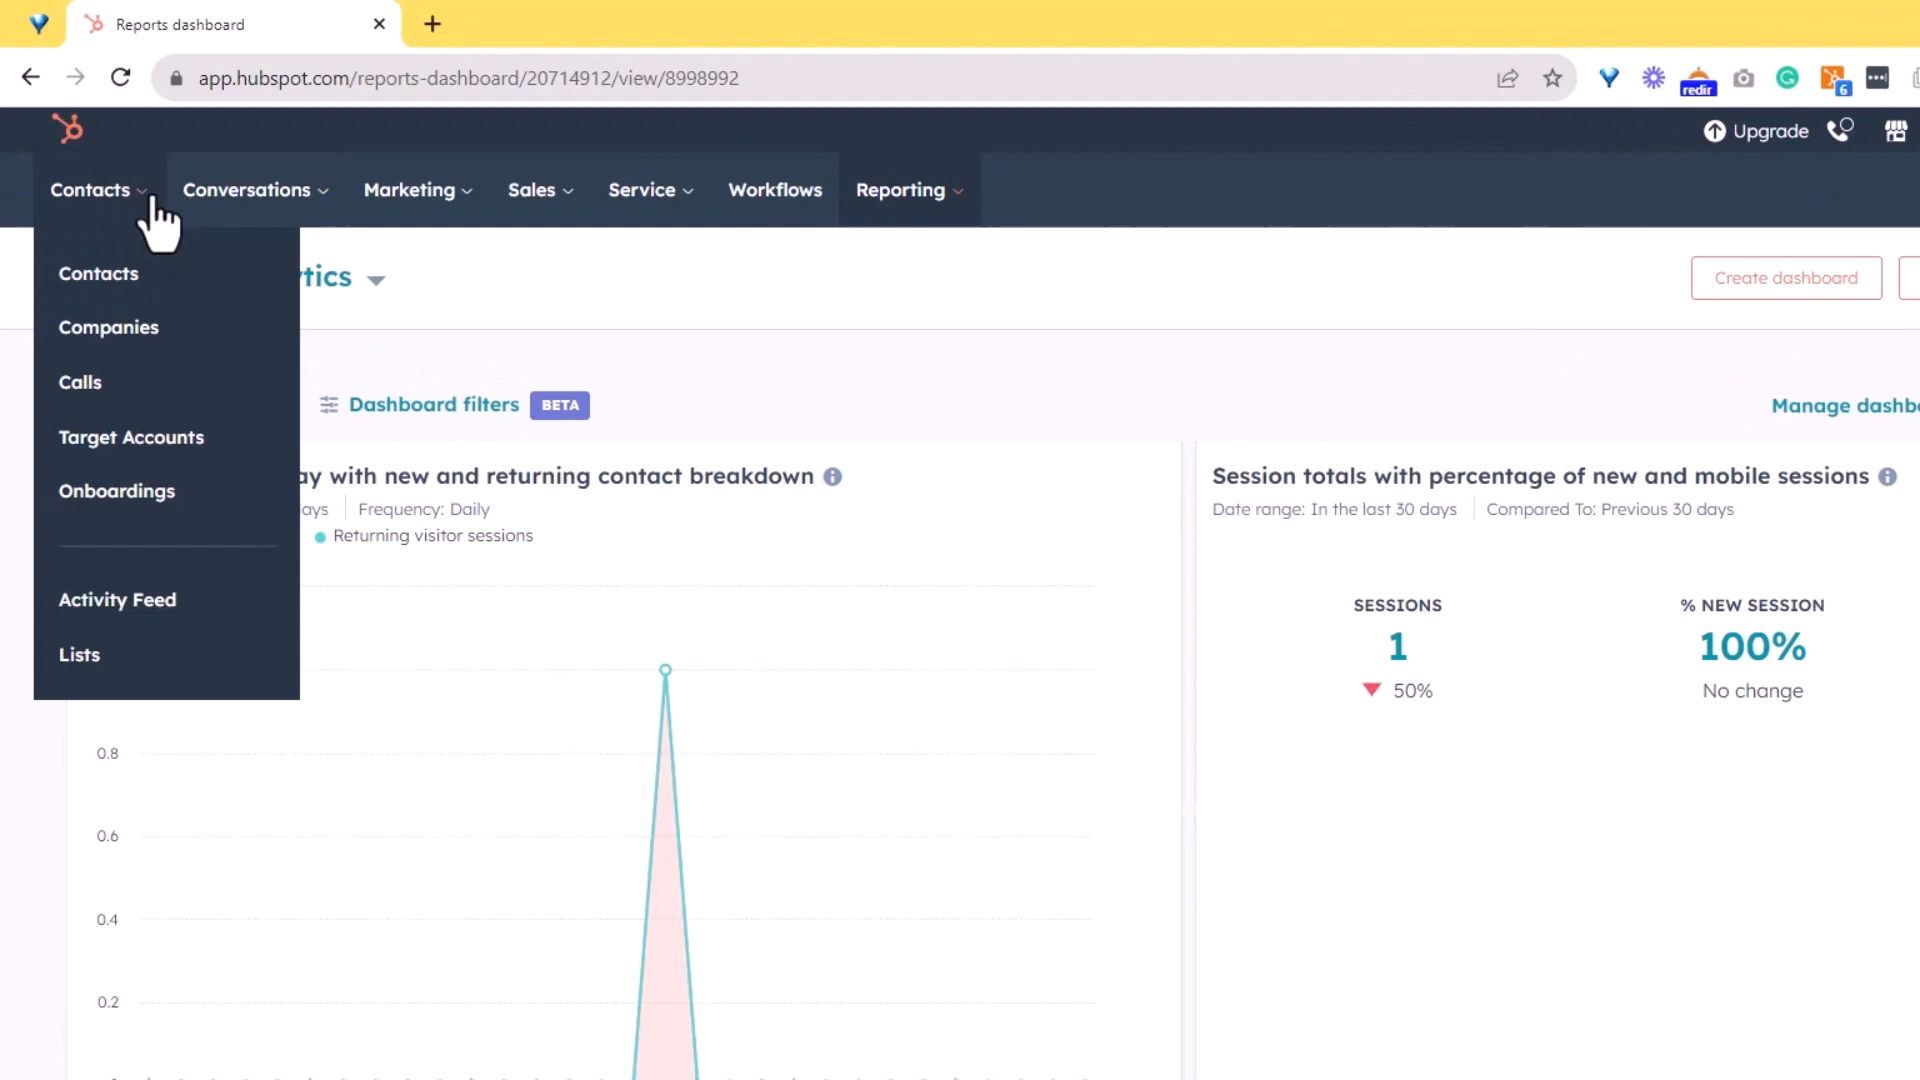 Reports dashboard
app.hubspot.com/reports-dashboard/20714912/view/8998992
redir
6
Upgrade
Contacts
Conversations
Marketing
Sales
Service
Workflows
Reporting
Contacts
Companies
Calls
Target Accounts
Onboardings
Activity Feed
Lists
tics
Create dashboard
Dashboard filters
BETA
Manage dashbo
ay with new and returning contact breakdown
ays
Frequency: Daily
Returning visitor sessions
0.8
0.6
0.4
0.2
Session totals with percentage of new and mobile sessions
Date range: In the last 30 days
Compared To: Previous 30 days
SESSIONS
1
50%
% NEW SESSION
100%
No change